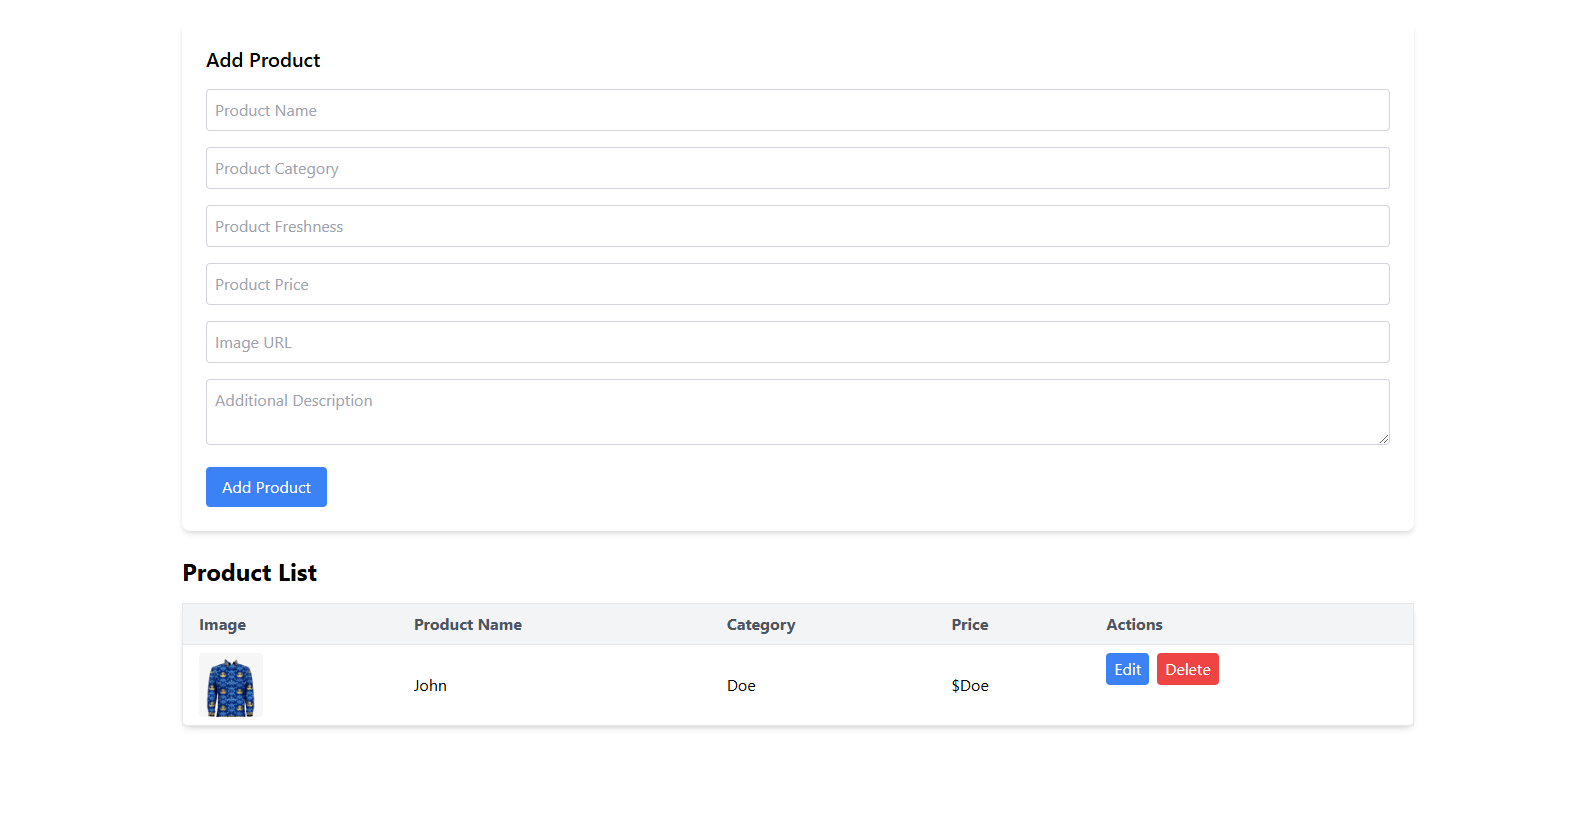 Add Product
Product Name
Product Category
Product Freshness
Product Price
Image URL
Additional Description
Add Product
Product List
Image Product Name Category Price Actions
John Doe $Doe Edit Delete